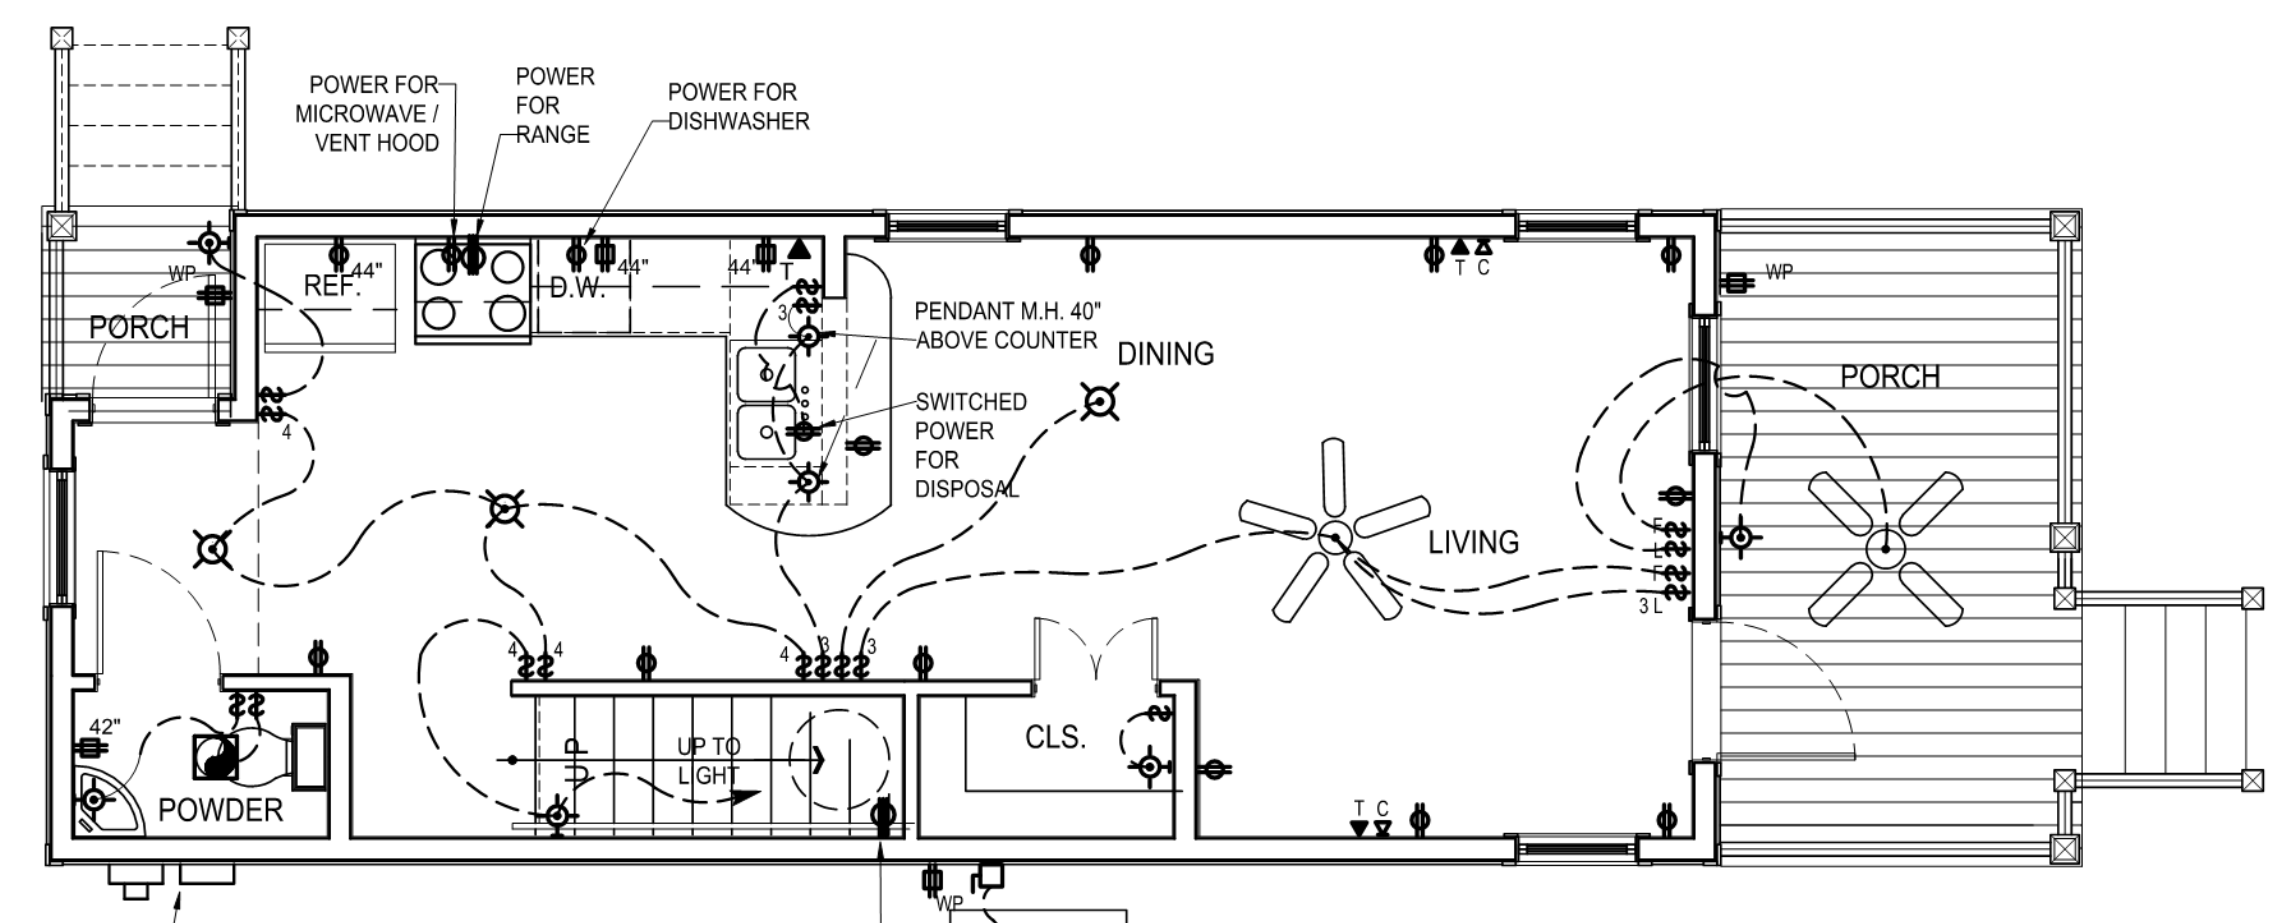 POWER FOR
MICROWAVE /
VENT HOOD
POWER
FOR
RANGE
POWER FOR
DISHWASHER
WP
PORCH
REF.
44"
D.W.
44"
44"
T
3
PENDANT M.H. 40"
ABOVE COUNTER
DINING
T C
WP
PORCH
SWITCHED
POWER
FOR
DISPOSAL
4
LIVING
F
L
F
3 L
4
4
4
3
3
42"
POWDER
UP
UP TO
LIGHT
CLS.
T C
WP